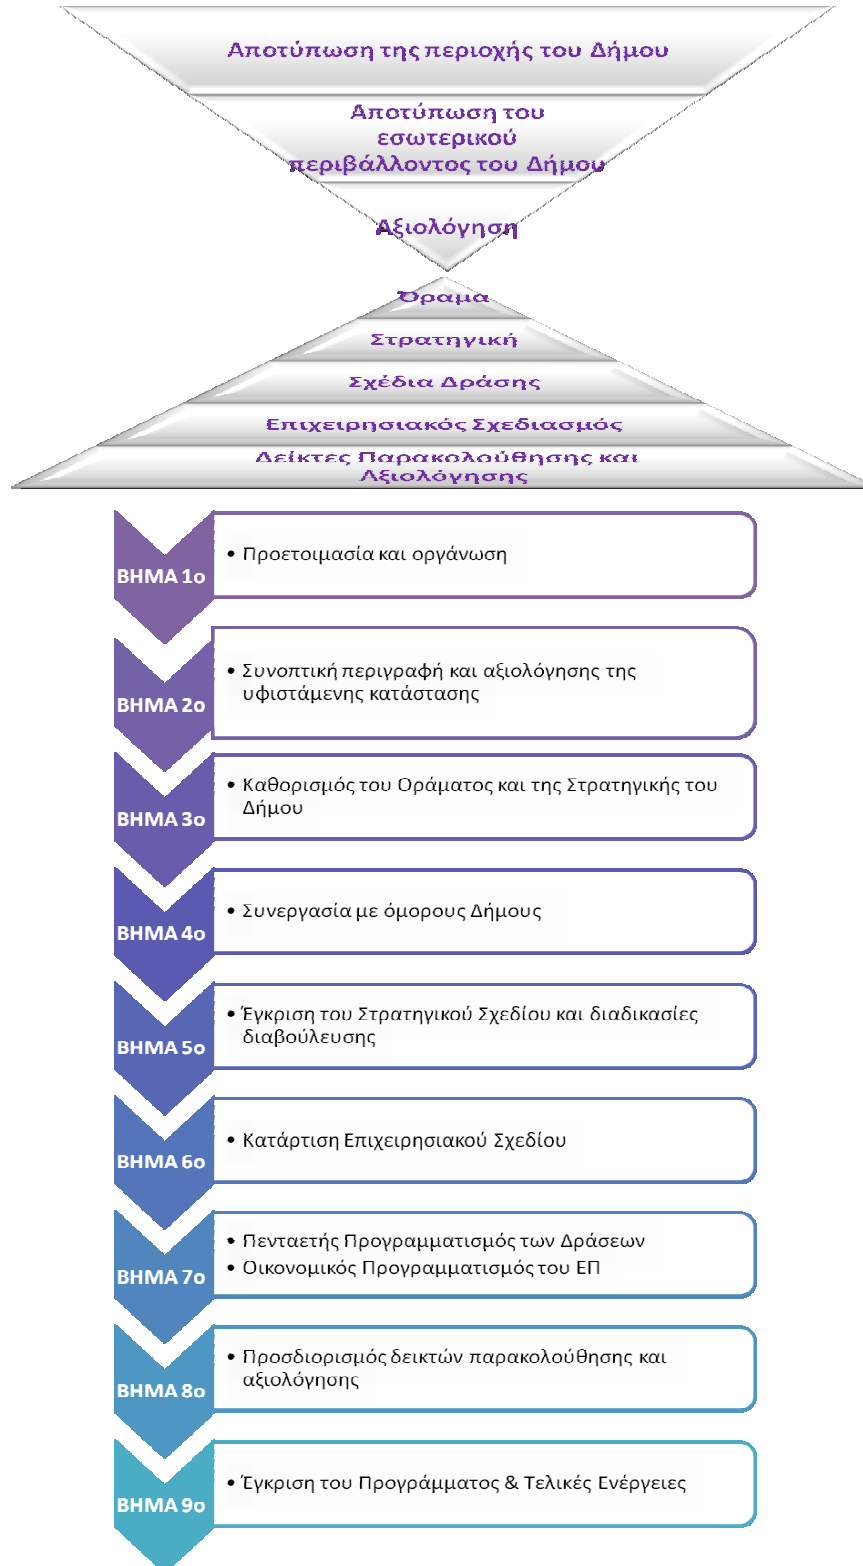 Αποτύπωση της περιοχής του Δήμου
Αποτύπωση του
εσωτερικού
περιβάλλοντος του Δήμου
Αξιολόγηση
Όραμα
Στρατηγική
Σχέδια Δράσης
Επιχειρησιακός Σχεδιασμός
Δείκτες Παρακολούθησης και
Αξιολόγησης
ΒΗΜΑ 1ο
• Προετοιμασία και οργάνωση
ΒΗΜΑ 2ο
• Συνοπτική περιγραφή και αξιολόγησης της
υφιστάμενης κατάστασης
ΒΗΜΑ 3ο
• Καθορισμός του Οράματος και της Στρατηγικής του
Δήμου
ΒΗΜΑ 4ο
• Συνεργασία με όμορους Δήμους
ΒΗΜΑ 5ο
• Έγκριση του Στρατηγικού Σχεδίου και διαδικασίες
διαβούλευσης
ΒΗΜΑ 6ο
• Κατάρτιση Επιχειρησιακού Σχεδίου
ΒΗΜΑ 7ο
• Πενταετής Προγραμματισμός των Δράσεων
• Οικονομικός Προγραμματισμός του ΕΠ
ΒΗΜΑ 8ο
• Προσδιορισμός δεικτών παρακολούθησης και
αξιολόγησης
ΒΗΜΑ 9ο
• Έγκριση του Προγράμματος & Τελικές Ενέργειες